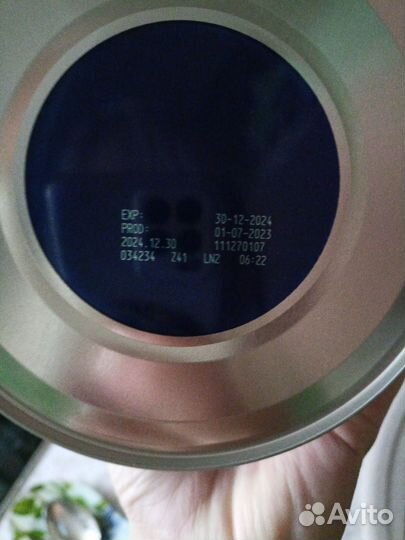 EXP: 30-12-2024
PROD: 01-07-2023
2024.12.30 111270107
034234 Z41 LN2 06:22
Avito